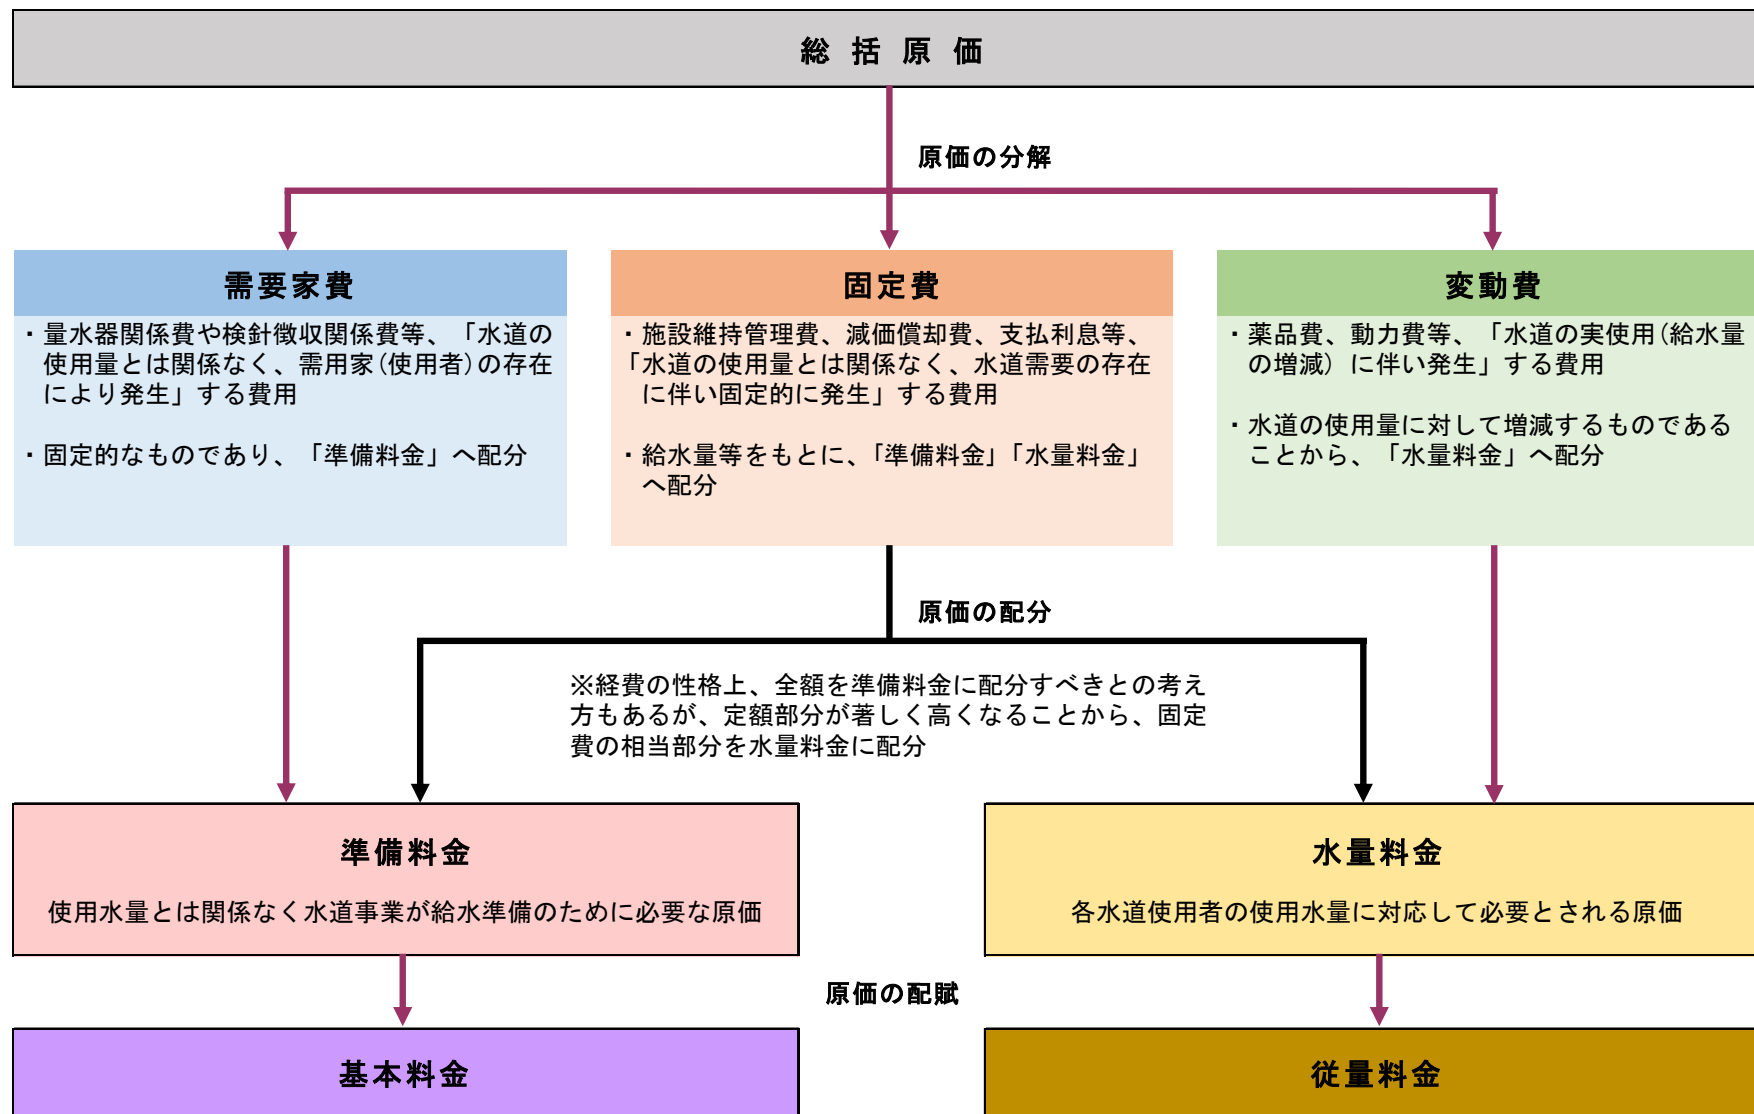 総括原価
原価の分解
需要家費
・量水器関係費や検針徴収関係費等、「水道の
使用量とは関係なく、需用家(使用者)の存在
により発生」する費用
・固定的なものであり、「準備料金」へ配分
固定費
・施設維持管理費、減価償却費、支払利息等、
「水道の使用量とは関係なく、水道需要の存在
に伴い固定的に発生」する費用
・給水量等をもとに、「準備料金」「水量料金」
へ配分
変動費
・薬品費、動力費等、「水道の実使用(給水量
の増減）に伴い発生」する費用
・水道の使用量に対して増減するものである
ことから、「水量料金」へ配分
原価の配分
※経費の性格上、全額を準備料金に配分すべきとの考え
方もあるが、定額部分が著しく高くなることから、固定
費の相当部分を水量料金に配分
準備料金
使用水量とは関係なく水道事業が給水準備のために必要な原価
水量料金
各水道使用者の使用水量に対応して必要とされる原価
原価の配賦
基本料金
従量料金